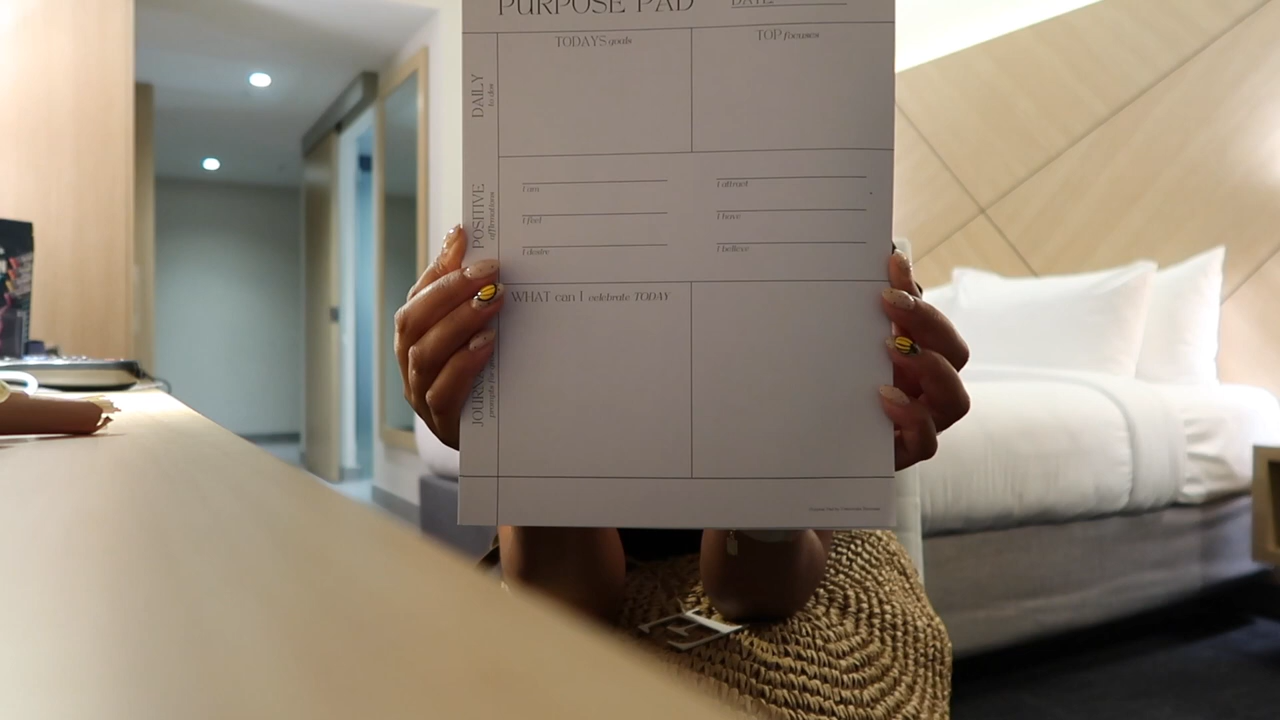 PURPOSE PAD
DATE:
TODAYS goals
TOP focuses
DAILY
to dos
I am
I attract
I feel
I have
I desire
I believe
POSITIVE
affirmations
WHAT can I celebrate TODAY